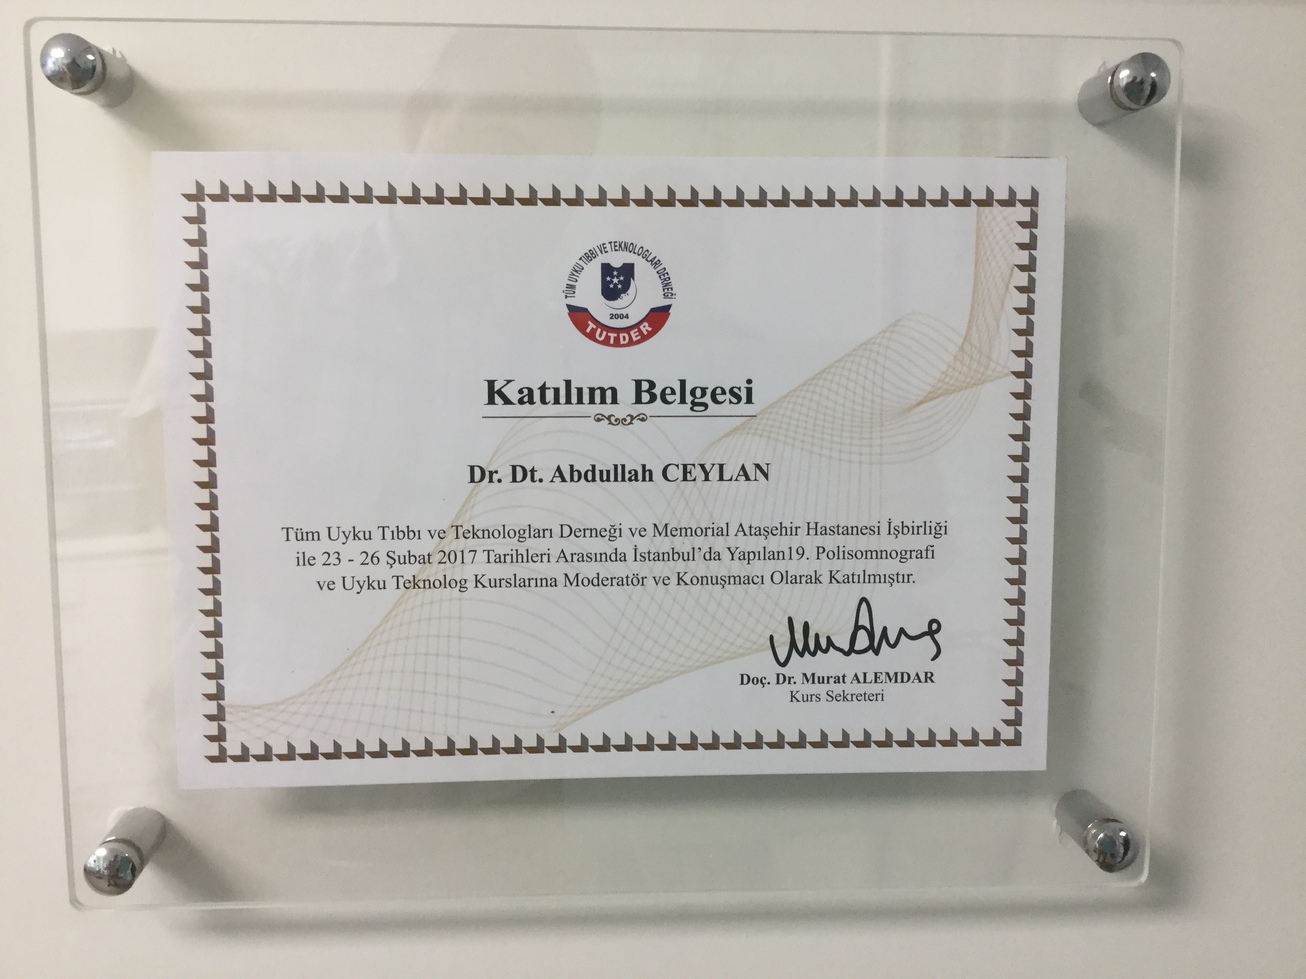 TÜM UYKU TIBBI VE TEKNOLOGLARI DERNEĞİ
2004
TUTDER
Katılım Belgesi
Dr. Dt. Abdullah CEYLAN
Tüm Uyku Tıbbı ve Teknologları Derneği ve Memorial Ataşehir Hastanesi İşbirliği
ile 23 - 26 Şubat 2017 Tarihleri Arasında İstanbul'da Yapılan19. Polisomnografi
ve Uyku Teknolog Kurslarına Moderatör ve Konuşmacı Olarak Katılmıştır.
Doç. Dr. Murat ALEMDAR
Kurs Sekreteri